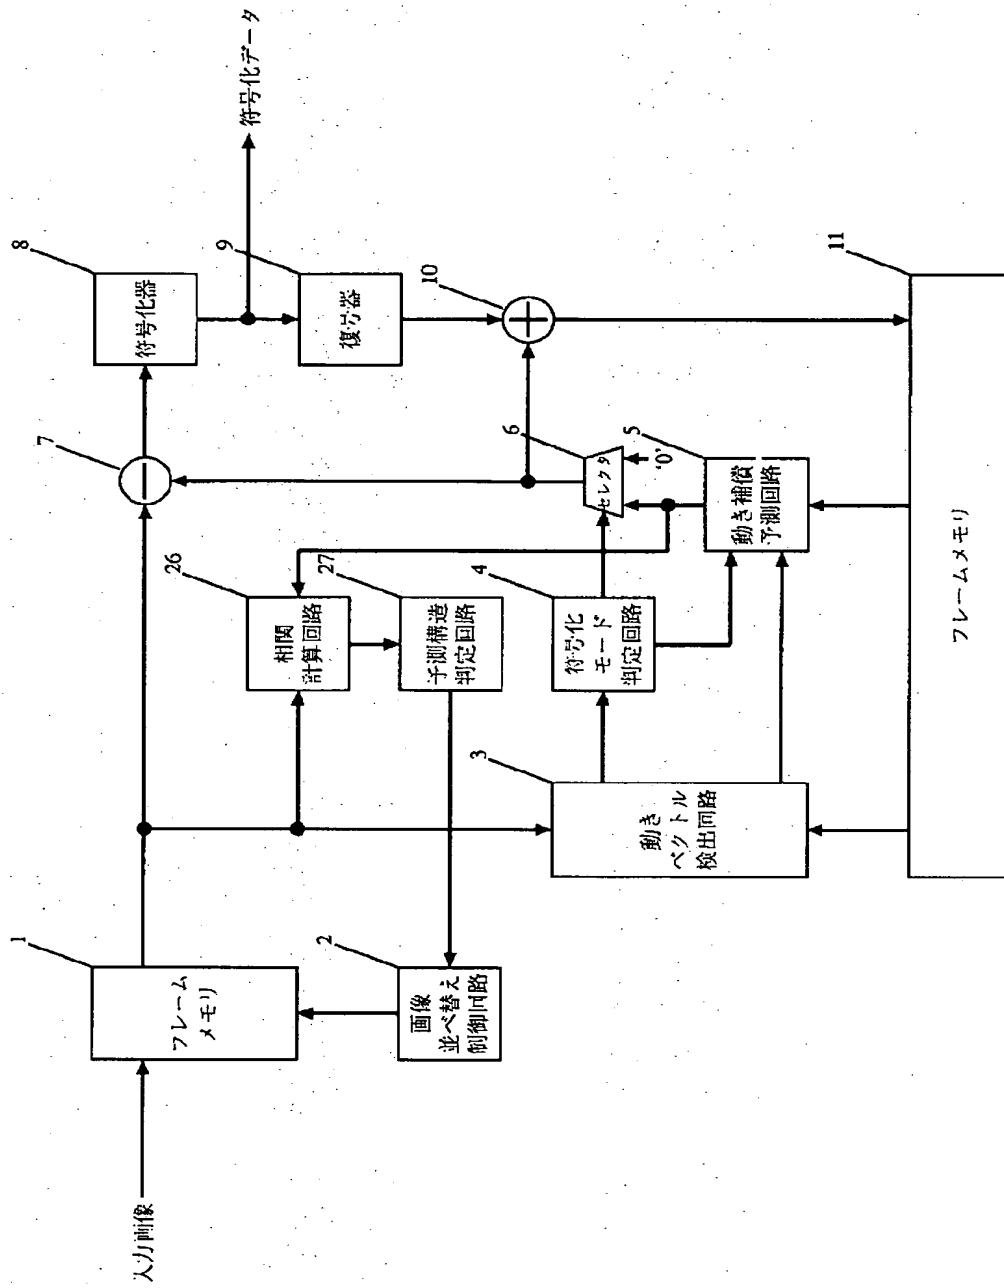 入力画像
1
フレーム
メモリ
2
画像
並べ替え
制御回路
26
相関
計算回路
27
予測構造
判定回路
3
動き
ベクトル
検出回路
4
符号化
モード
判定回路
5
動き補償
予測回路
6
セレクタ
'0'
7
8
符号化器
符号化データ
9
復号器
10
11
フレームメモリ